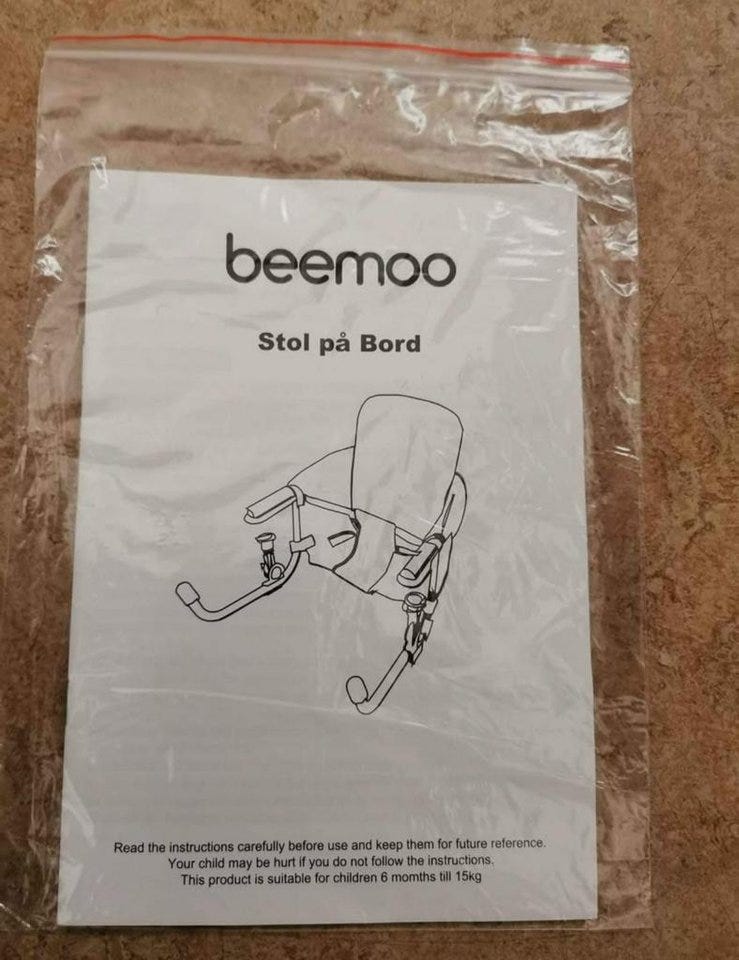 beemoo
Stol på Bord
Read the instructions carefully before use and keep them for future reference.
Your child may be hurt if you do not follow the instructions.
This product is suitable for children 6 momths till 15kg